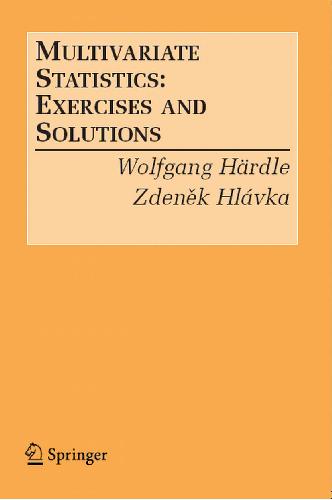 MULTIVARIATE
STATISTICS:
EXERCISES AND
SOLUTIONS
Wolfgang Härdle
Zdeněk Hlávka
Springer